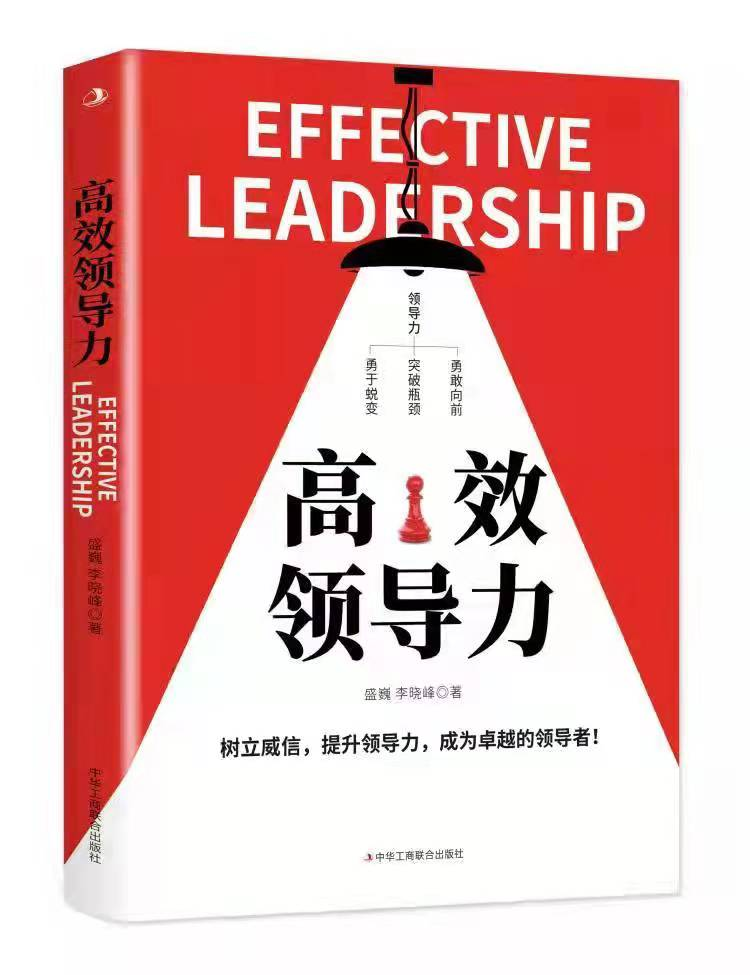 EFFECTIVE
LEADERSHIP
领导力
勇于蜕变
突破瓶颈
勇敢向前
高效
领导力
盛巍 李晓峰◎著
树立威信，提升领导力，成为卓越的领导者！
中华工商联合出版社
高效领导力
EFFECTIVE
LEADERSHIP
盛巍 李晓峰◎著
中华工商联合出版社